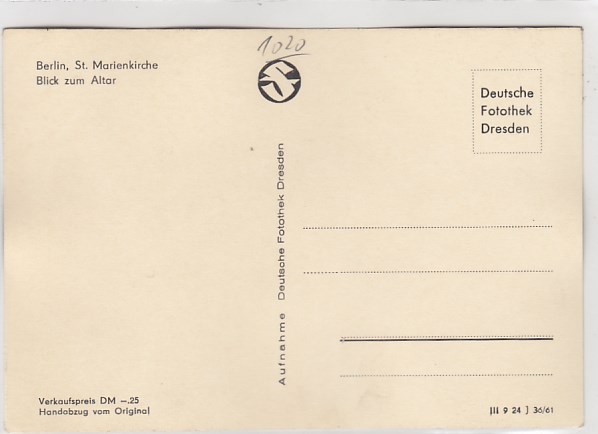 Berlin, St. Marienkirche
Blick zum Altar
1020
Deutsche
Fotothek
Dresden
Aufnahme Deutsche Fotothek Dresden
Verkaufspreis DM –.25
Handabzug vom Original
III 9 24 J 36/61